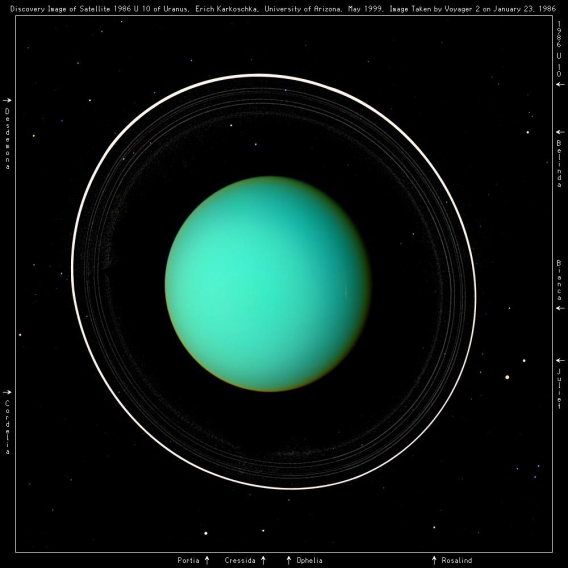 Discovery Image of Satellite 1986 U 10 of Uranus. Erich Karkoschka, University of Arizona, May 1999. Image Taken by Voyager 2 on January 23, 1986
1986 U 10
Desdemona
Belinda
Bianca
Juliet
Cordelia
Portia
Cressida
Ophelia
Rosalind